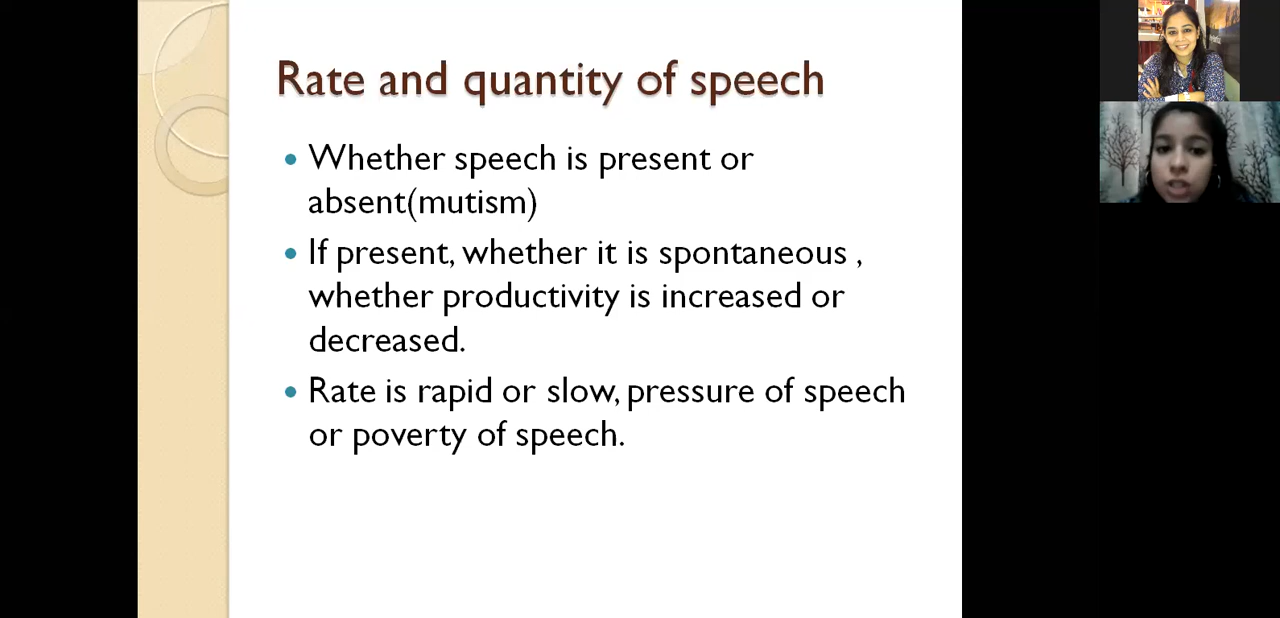 Rate and quantity of speech
• Whether speech is present or
absent(mutism)
• If present, whether it is spontaneous ,
whether productivity is increased or
decreased.
• Rate is rapid or slow, pressure of speech
or poverty of speech.